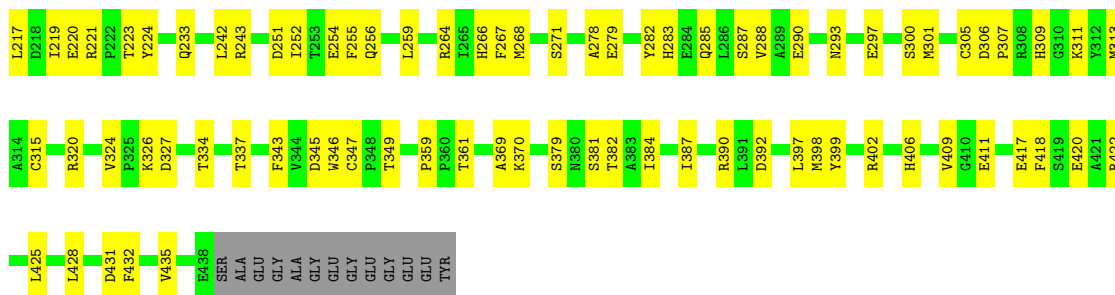 L217 D218 I219 E220 R221 P222 T223 Y224 Q233 L242 R243 D251 I252 T253 E254 F255 Q256 L259 R264 I265 H266 F267 M268 S271 A278 E279 Y282 H283 E284 Q285 L286 S287 V288 A289 E290 N293 E297 S300 M301 C305 D306 P307 R308 H309 G310 K311 Y312 M313
A314 C315 R320 V324 P325 K326 D327 T334 T337 F343 V344 D345 W346 C347 P348 T349 P359 P360 T361 A369 K370 S379 N380 S381 T382 A383 I384 I387 R390 L391 D392 L397 M398 Y399 R402 H406 V409 G410 E411 E417 F418 S419 E420 A421
L425 L428 D431 F432 V435 E438 SER ALA GLU GLY ALA GLY GLU GLY GLU GLY GLU GLU TYR